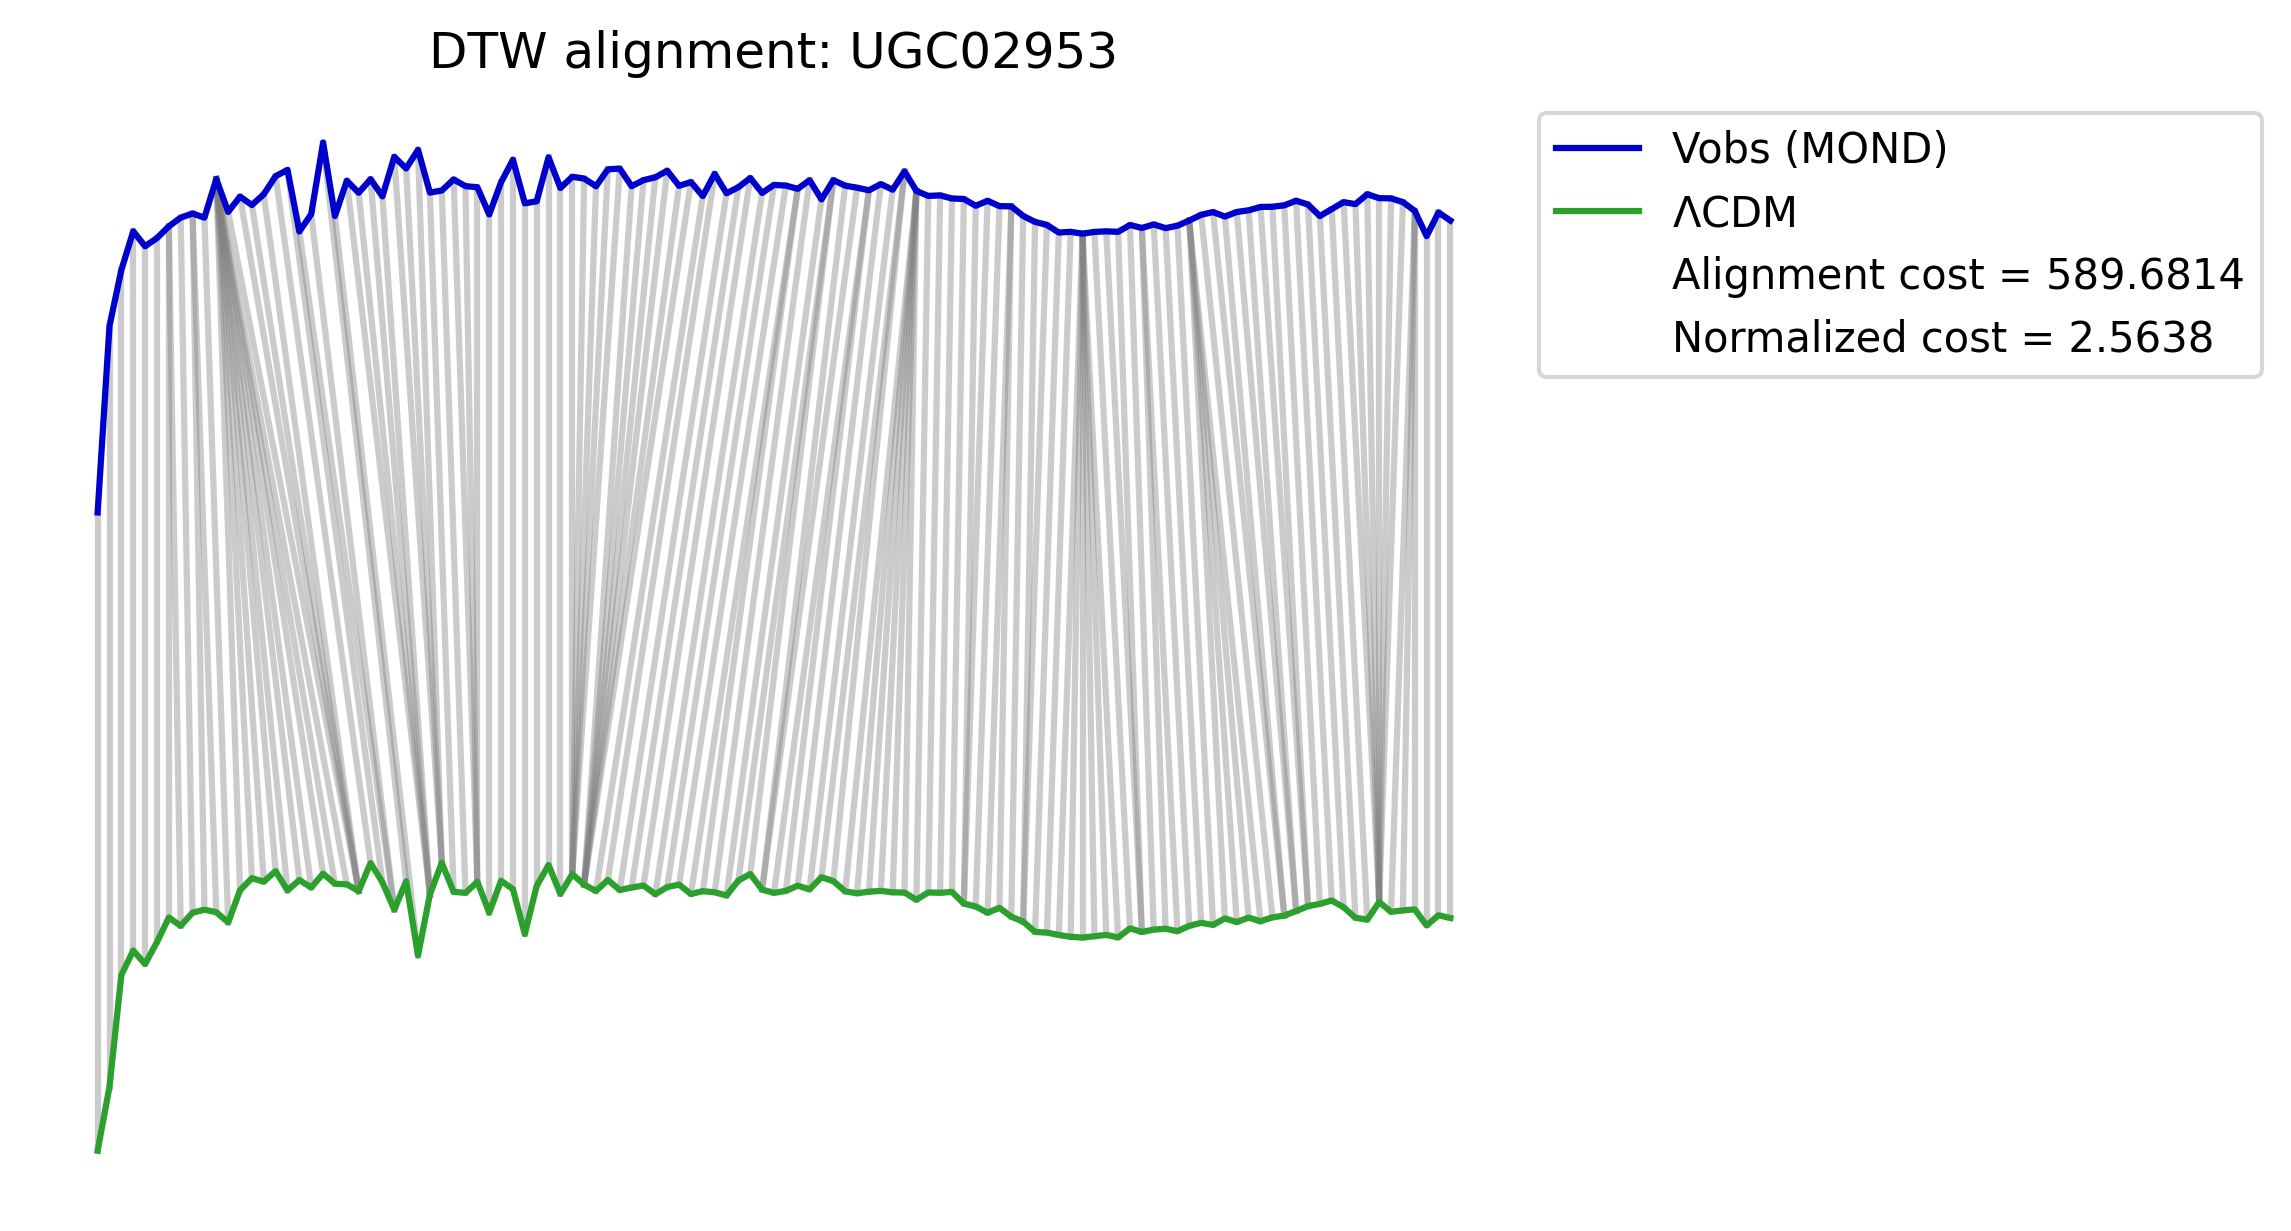 DTW alignment: UGC02953
Vobs (MOND)
ΛCDM
Alignment cost = 589.6814
Normalized cost = 2.5638